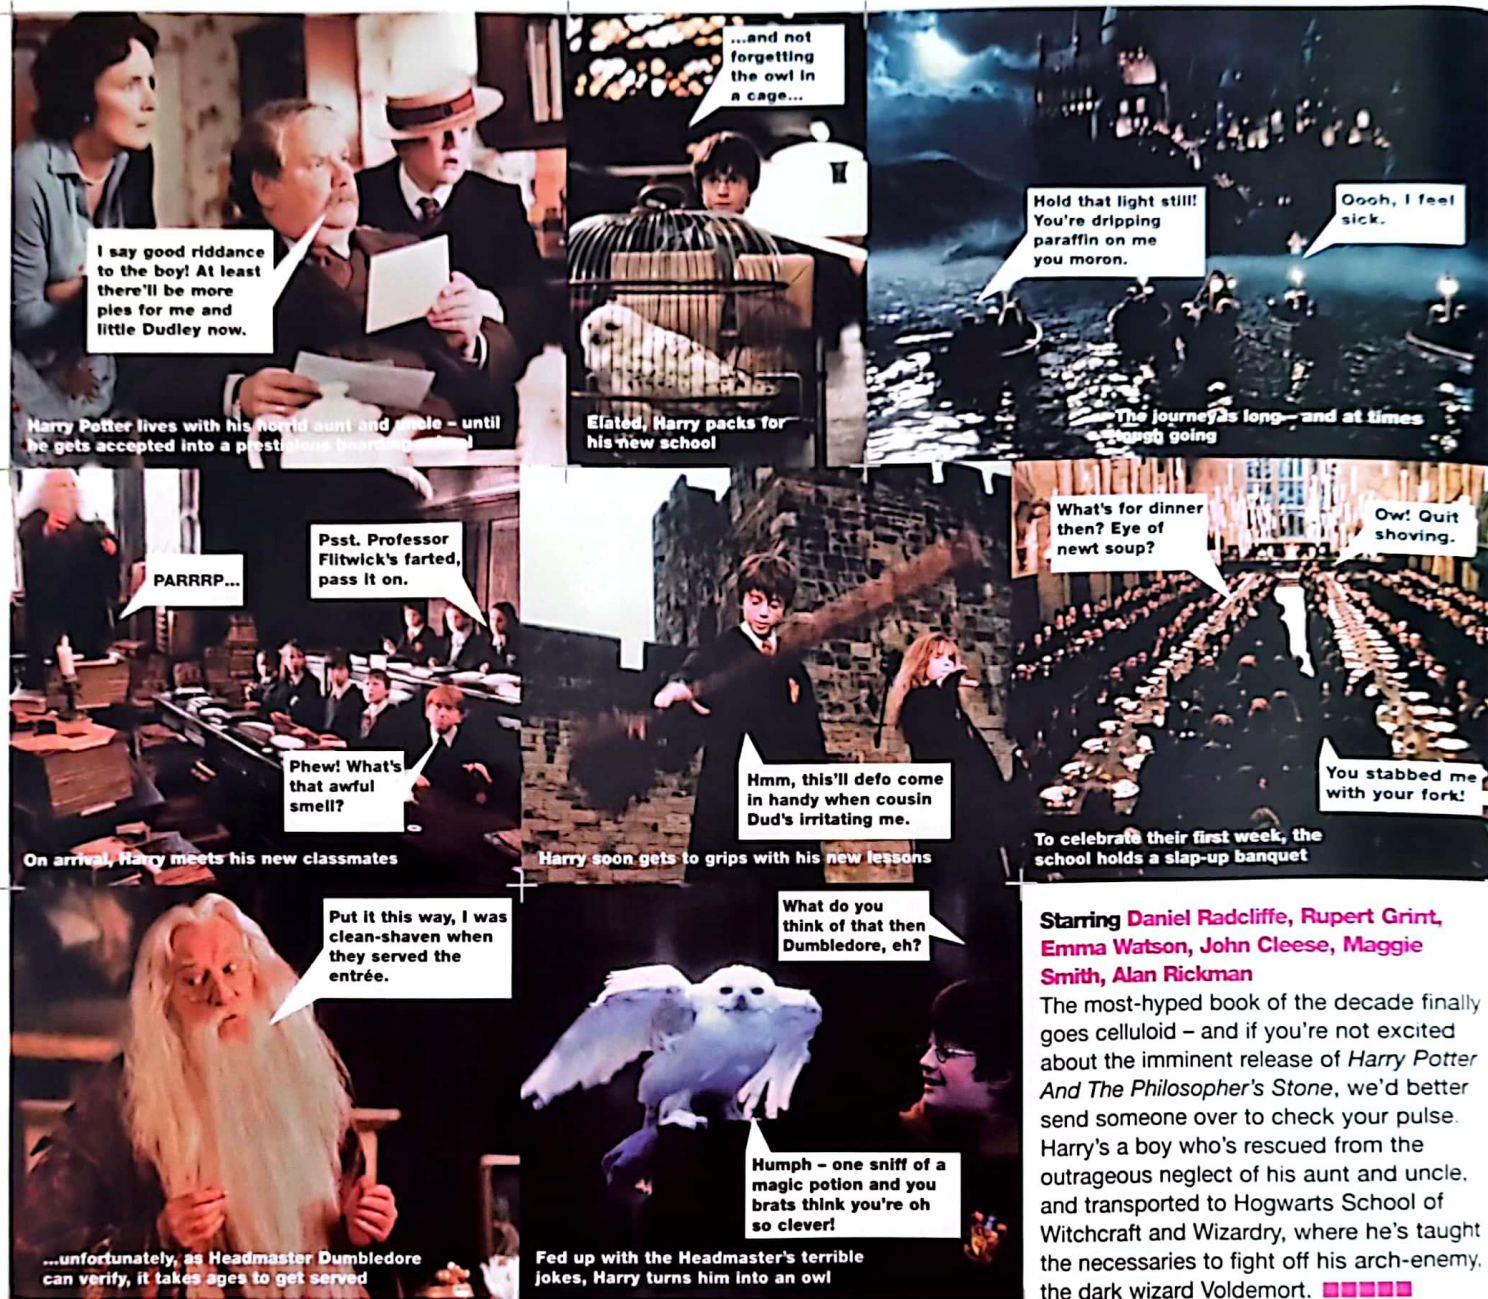 I say good riddance
to the boy! At least
there'll be more
pies for me and
little Dudley now.
Harry Potter lives with his horrid aunt and uncle – until
he gets accepted into a prestigious boarding school
...and not
forgetting
the owl in
a cage...
Elated, Harry packs for
his new school
Hold that light still!
You're dripping
paraffin on me
you moron.
Oooh, I feel
sick.
The journey is long – and at times
tough going
PARRRP...
Psst. Professor
Flitwick's farted,
pass it on.
Phew! What's
that awful
smell?
On arrival, Harry meets his new classmates
Hmm, this'll defo come
in handy when cousin
Dud's irritating me.
Harry soon gets to grips with his new lessons
What's for dinner
then? Eye of
newt soup?
Ow! Quit
shoving.
You stabbed me
with your fork!
To celebrate their first week, the
school holds a slap-up banquet
Put it this way, I was
clean-shaven when
they served the
entrée.
...unfortunately, as Headmaster Dumbledore
can verify, it takes ages to get served
What do you
think of that then
Dumbledore, eh?
Humph – one sniff of a
magic potion and you
brats think you're oh
so clever!
Fed up with the Headmaster's terrible
jokes, Harry turns him into an owl
Starring Daniel Radcliffe, Rupert Grint,
Emma Watson, John Cleese, Maggie
Smith, Alan Rickman
The most-hyped book of the decade finally
goes celluloid – and if you're not excited
about the imminent release of Harry Potter
And The Philosopher's Stone, we'd better
send someone over to check your pulse.
Harry's a boy who's rescued from the
outrageous neglect of his aunt and uncle,
and transported to Hogwarts School of
Witchcraft and Wizardry, where he's taught
the necessaries to fight off his arch-enemy,
the dark wizard Voldemort.